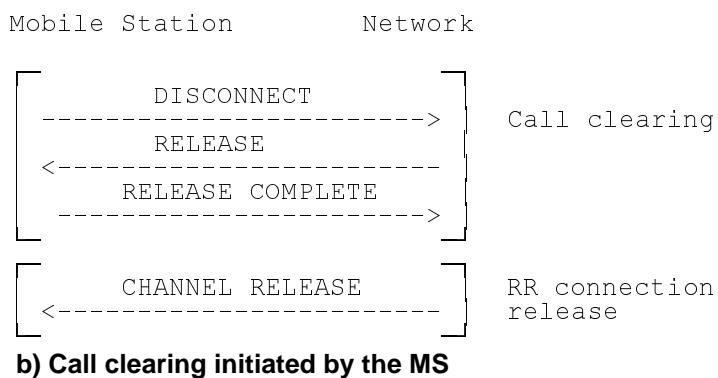 Mobile Station Network
DISCONNECT
------------------------> Call clearing
RELEASE
<------------------------
RELEASE COMPLETE
----------------------->
CHANNEL RELEASE RR connection
<------------------------ release
b) Call clearing initiated by the MS